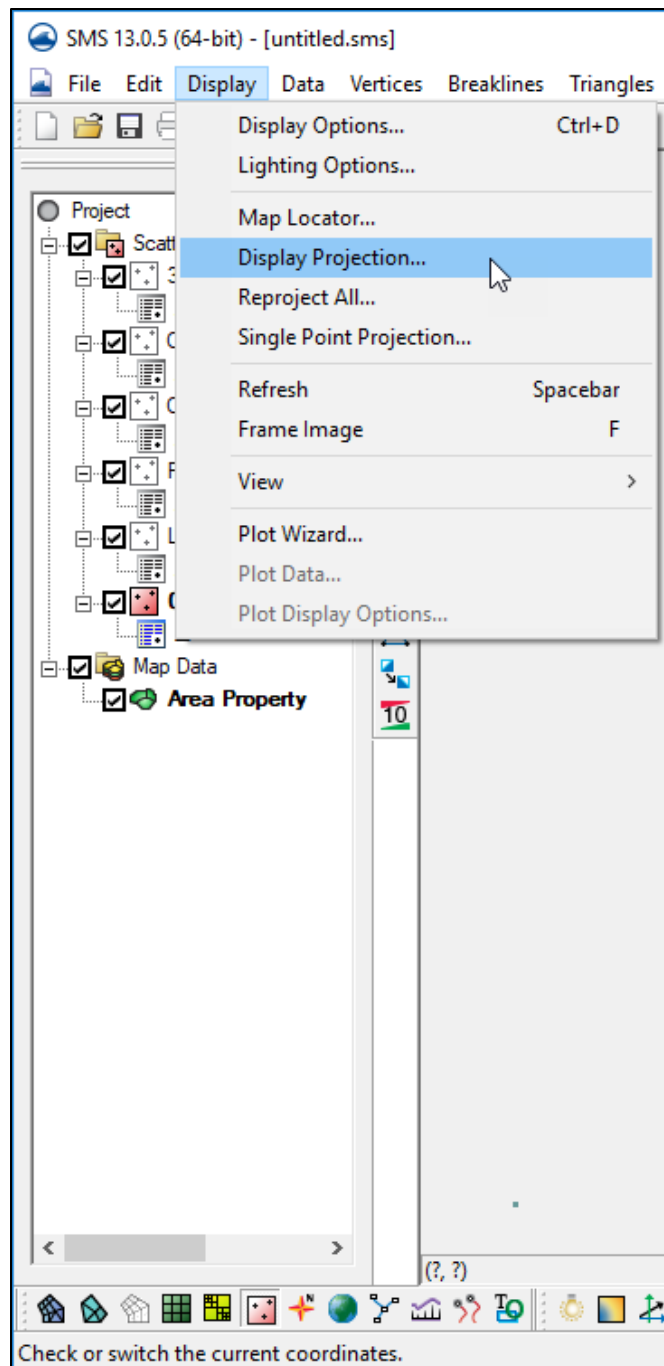 SMS 13.0.5 (64-bit) - [untitled.sms]
File Edit Display Data Vertices Breaklines Triangles
Display Options... Ctrl+D
Lighting Options...
Project
Map Locator...
Scatt
Display Projection...
3
Reproject All...
Single Point Projection...
Refresh Spacebar
Frame Image F
View
Plot Wizard...
Plot Data...
Plot Display Options...
Map Data
Area Property
10
(?, ?)
Check or switch the current coordinates.